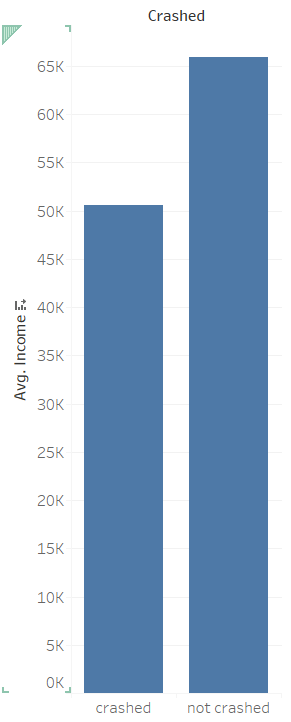 Crashed
Avg. Income
65K
60K
55K
50K
45K
40K
35K
30K
25K
20K
15K
10K
5K
0K
crashed
not crashed